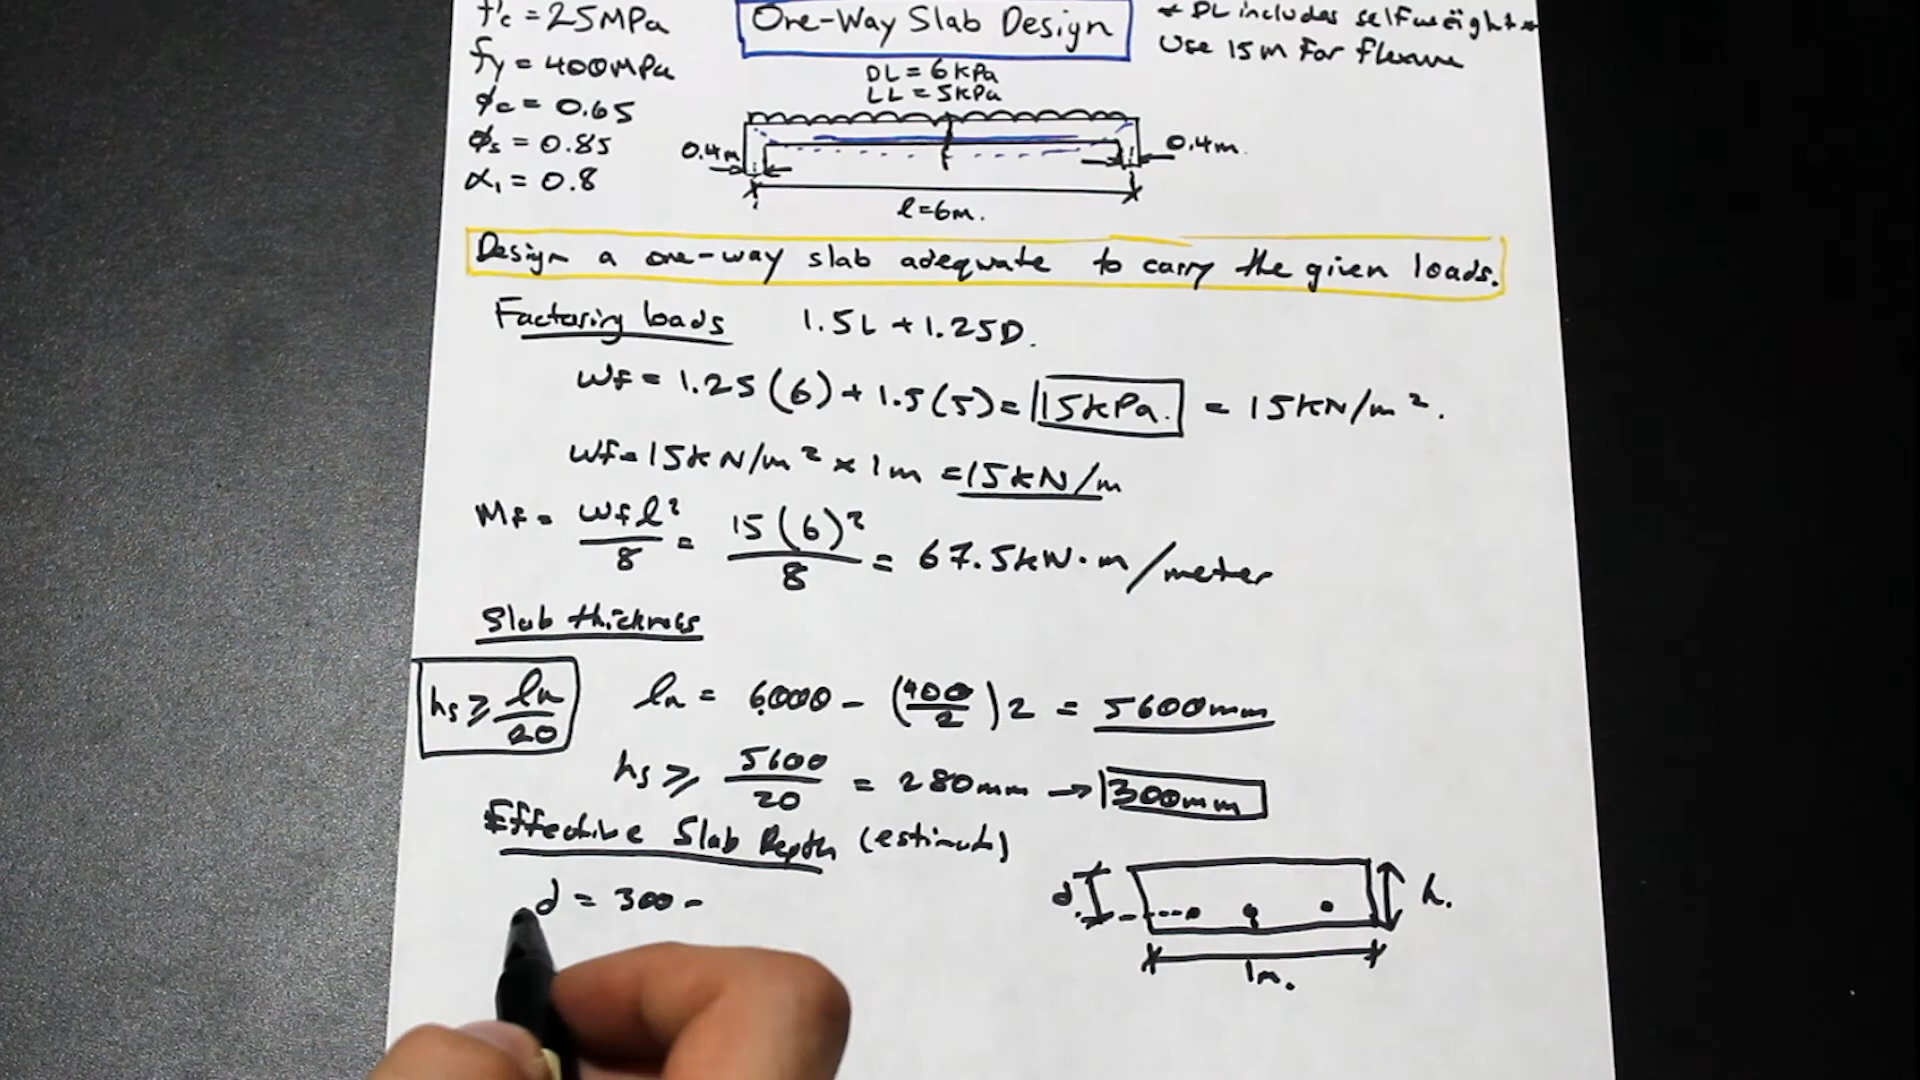 f'c = 25MPa
fy = 400MPa
ϕc = 0.65
ϕs = 0.85
α1 = 0.8
One-Way Slab Design
* DL includes selfweight *
Use 15m for flexure
DL = 6kPa
LL = 5kPa
0.4m
0.4m.
l=6m.
Design a one-way slab adequate to carry the given loads.
Factoring loads 1.5L + 1.25D.
Wf = 1.25(6) + 1.5(5) = 15kPa. = 15kN/m².
Wf = 15kN/m² × 1m = 15kN/m
Mf = Wfl²/8 = 15(6)²/8 = 67.5kN·m/meter
Slab thickness
hs ≥ ln/20
ln = 6000 - (400/2)2 = 5600mm
hs ≥ 5600/20 = 280mm → 300mm
Effective Slab Depth (estimate)
d = 300 -
d.
h.
1m.